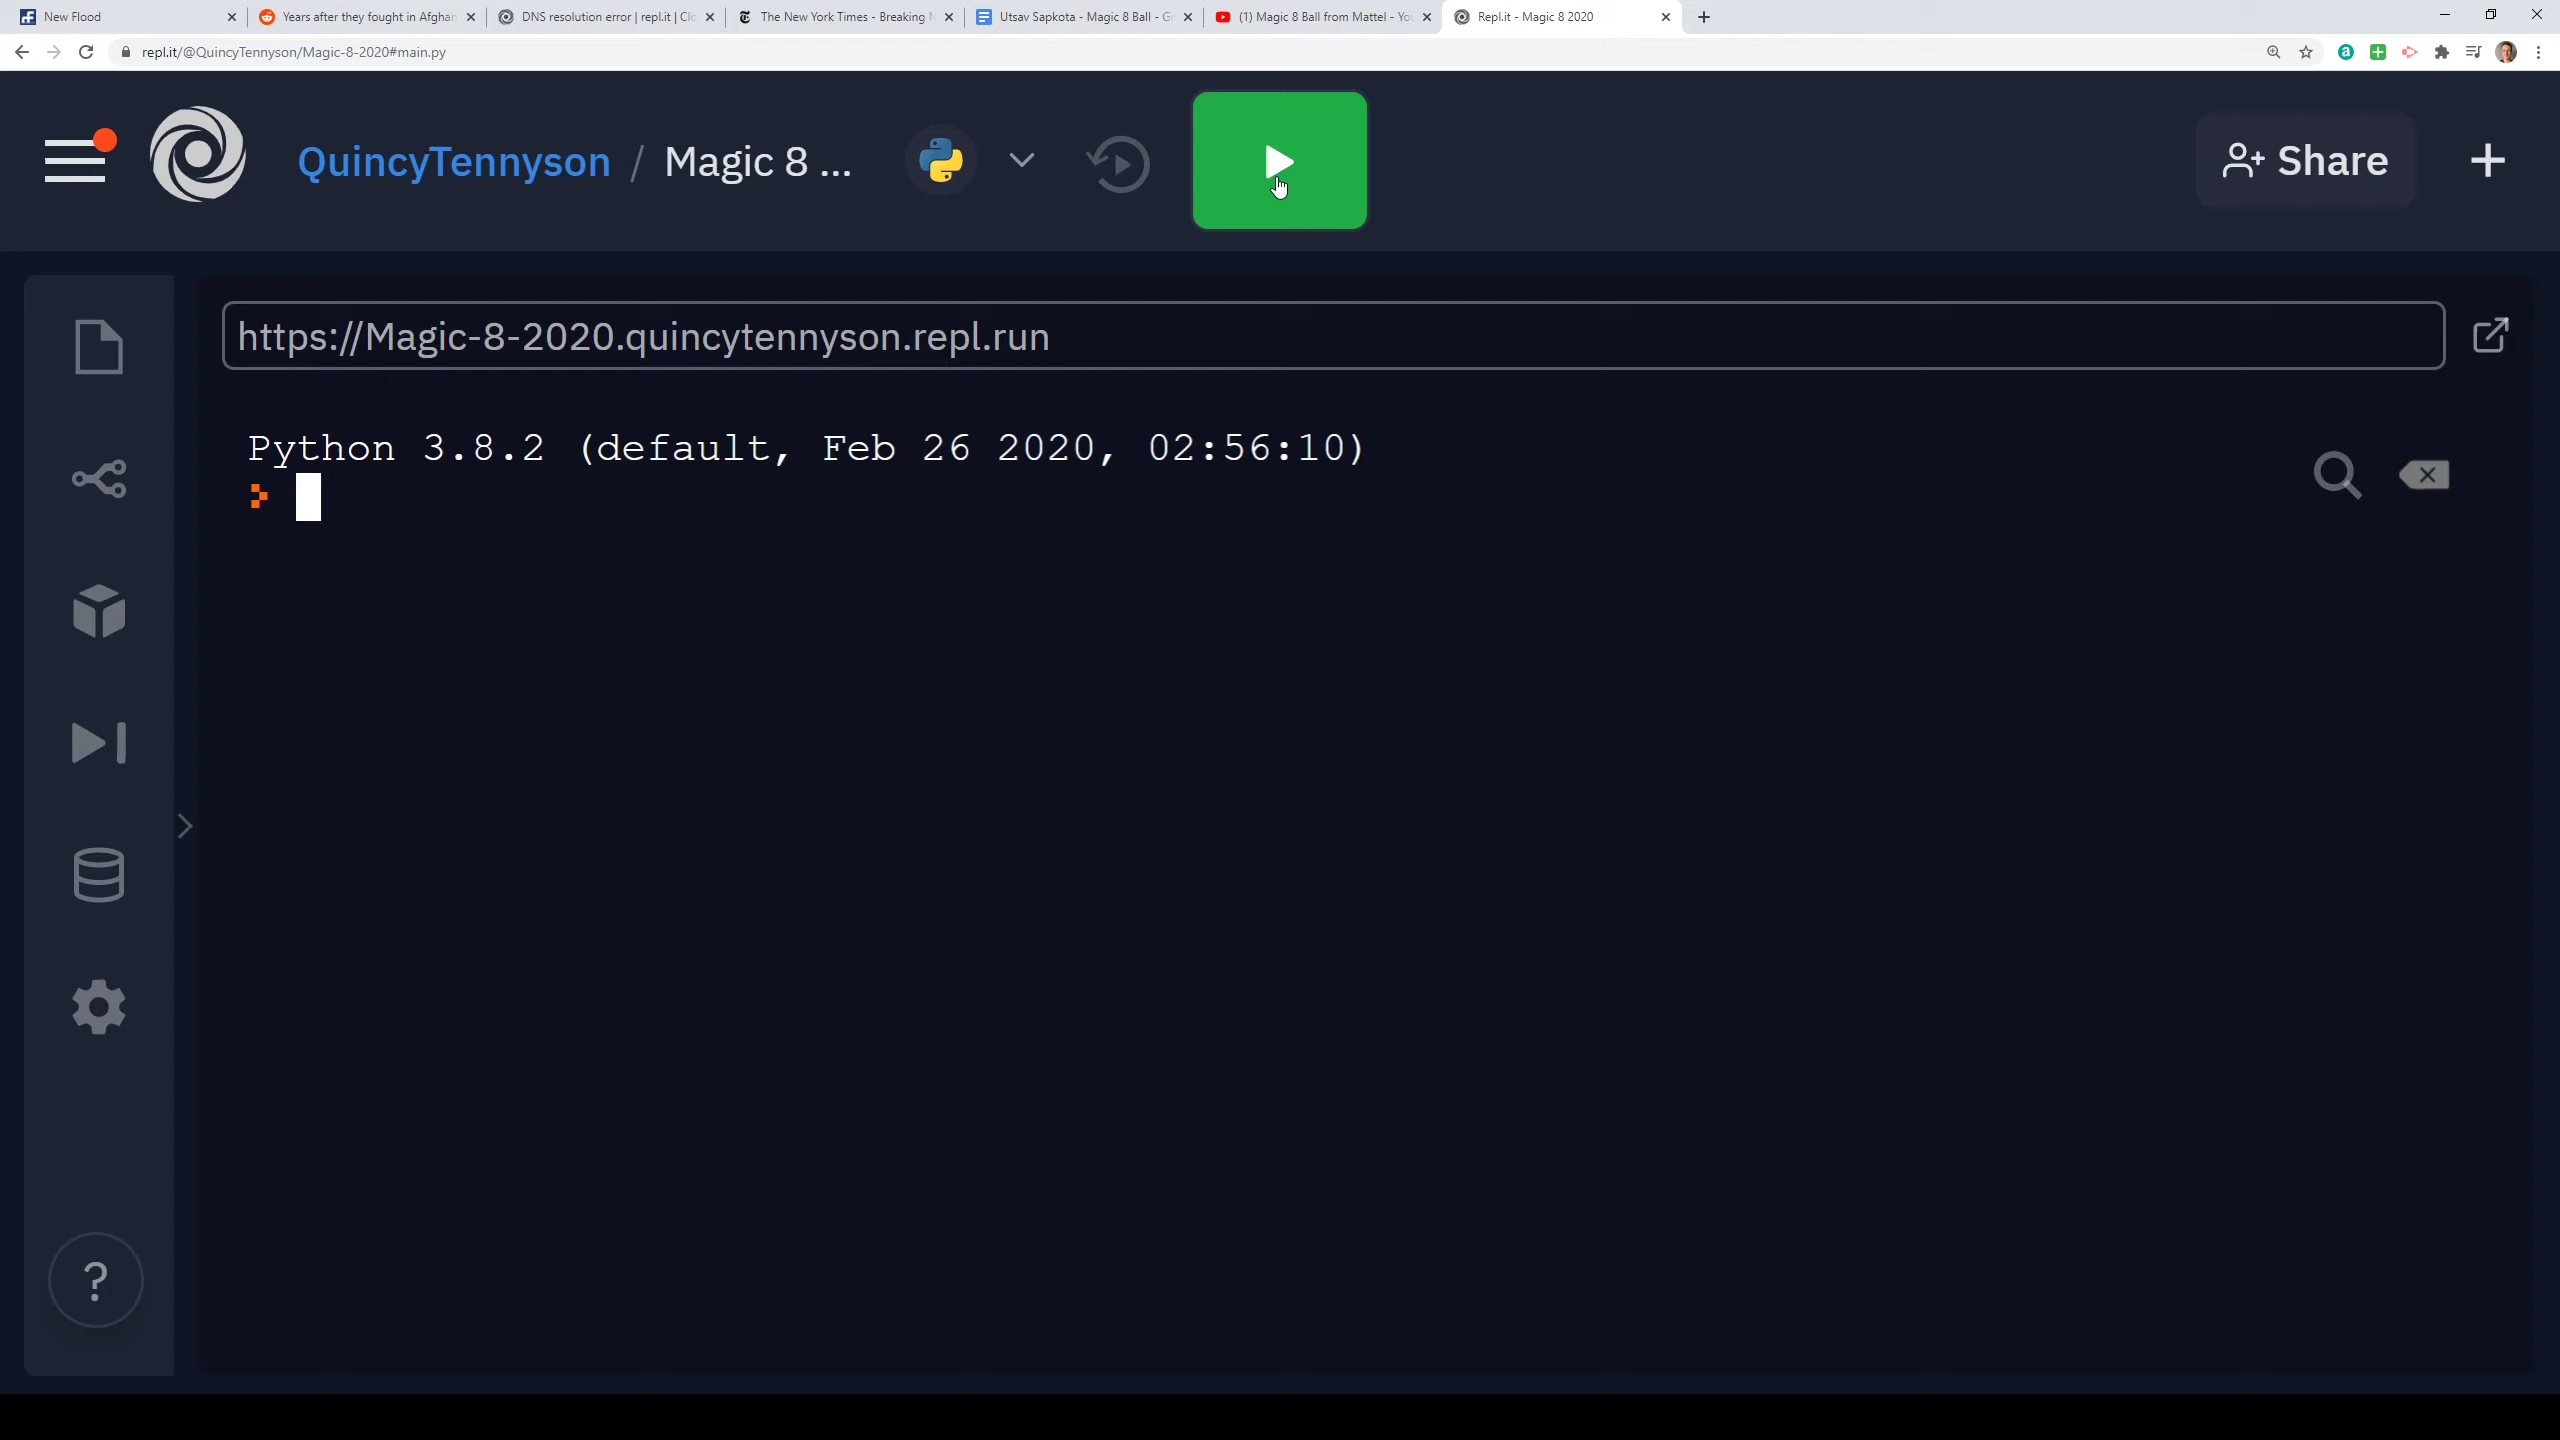 New Flood
Years after they fought in Afghan
DNS resolution error | repl.it | Cl
The New York Times - Breaking
Utsav Sapkota - Magic 8 Ball - G
(1) Magic 8 Ball from Mattel - Yo
Repl.it - Magic 8 2020
repl.it/@QuincyTennyson/Magic-8-2020#main.py
QuincyTennyson / Magic 8 ...
Share
https://Magic-8-2020.quincytennyson.repl.run
Python 3.8.2 (default, Feb 26 2020, 02:56:10)
?